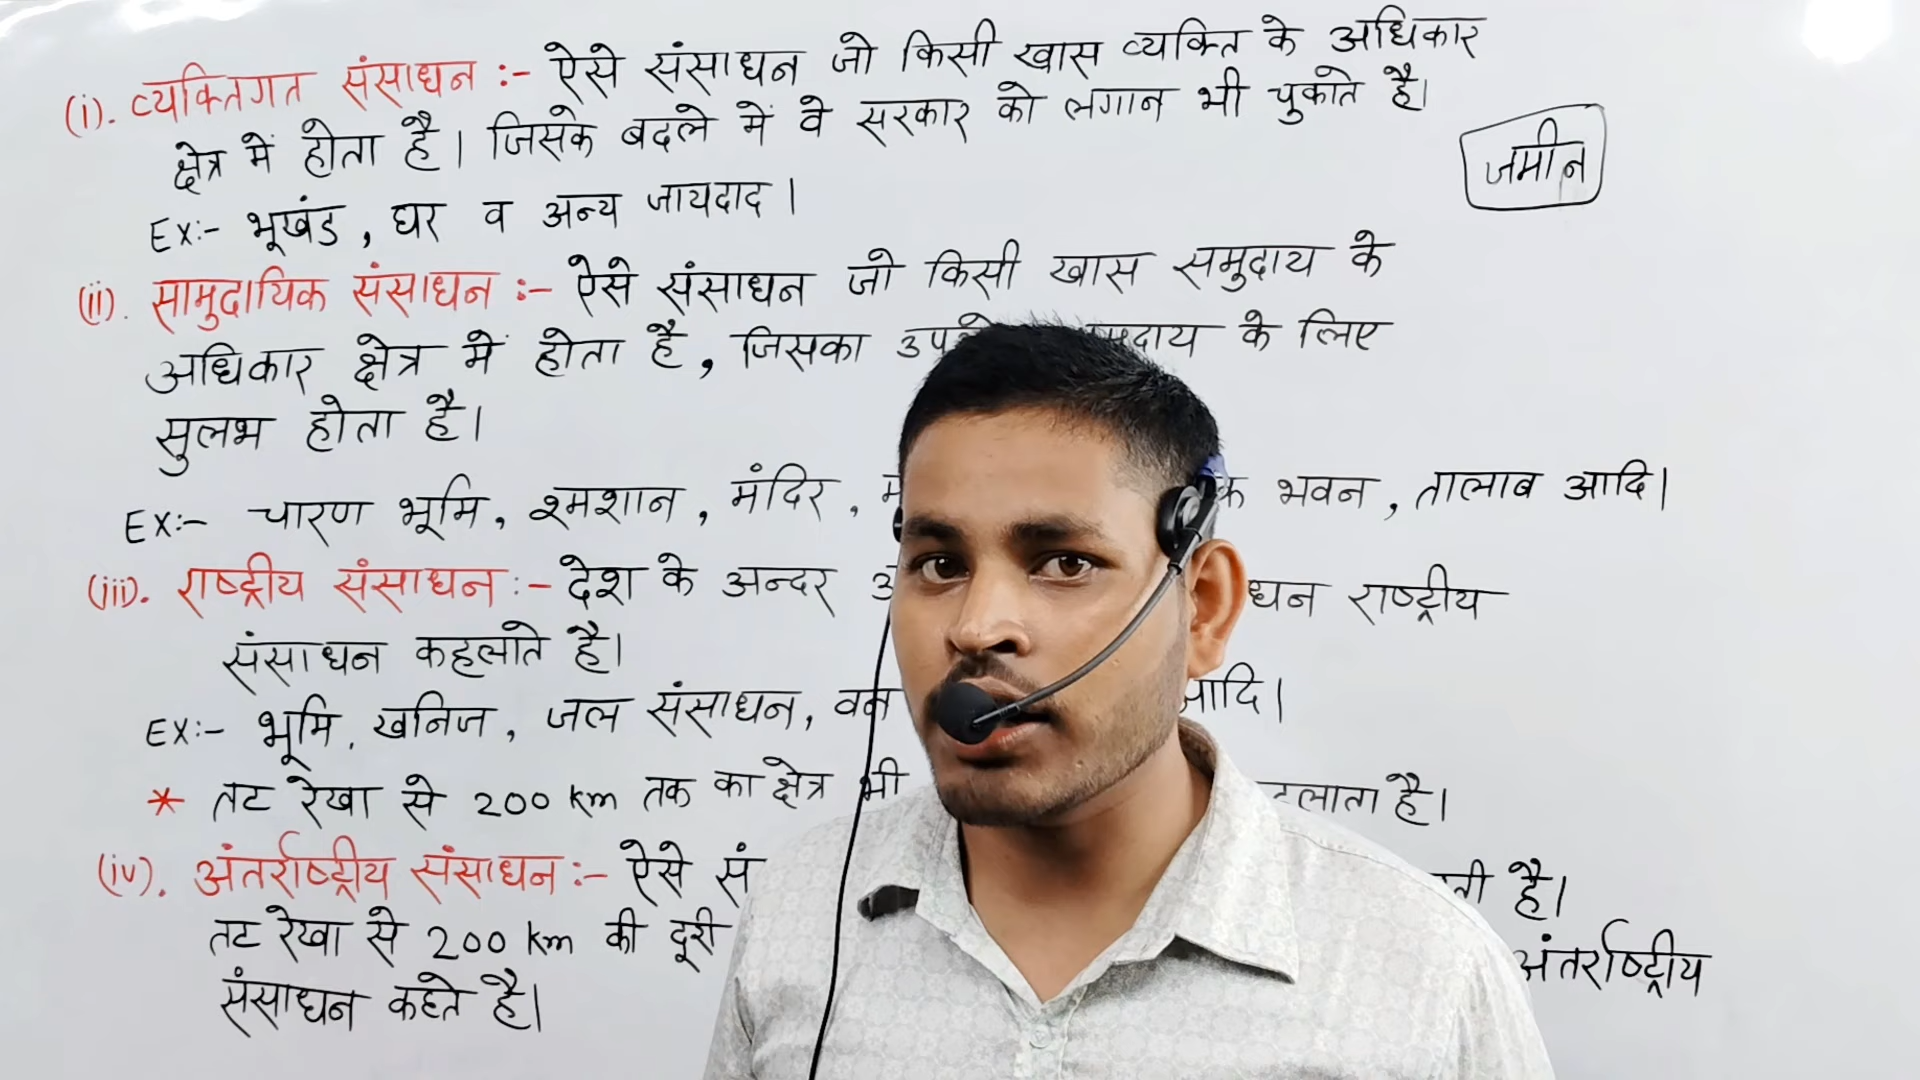 (i). व्यक्तिगत संसाधन :- ऐसे संसाधन जो किसी खास व्यक्ति के अधिकार
क्षेत्र में होता है। जिसके बदले में वे सरकार को लगान भी चुकाते है।
जमीन
EX:- भूखंड, घर व अन्य जायदाद।
(ii). सामुदायिक संसाधन :- ऐसे संसाधन जो किसी खास समुदाय के
अधिकार क्षेत्र में होता है, जिसका के लिए
सुलभ होता है।
EX:- चारण भूमि, श्मशान, मंदिर, भवन, तालाब आदि।
(iii). राष्ट्रीय संसाधन :- देश के अन्दर राष्ट्रीय
संसाधन कहलाते है।
EX:- भूमि, खनिज, जल संसाधन, वन आदि।
* तट रेखा से 200 km तक का क्षेत्र भी है।
(iv). अंतर्राष्ट्रीय संसाधन :- ऐसे है।
तट रेखा से 200 km की दूरी अंतर्राष्ट्रीय
संसाधन कहते है।